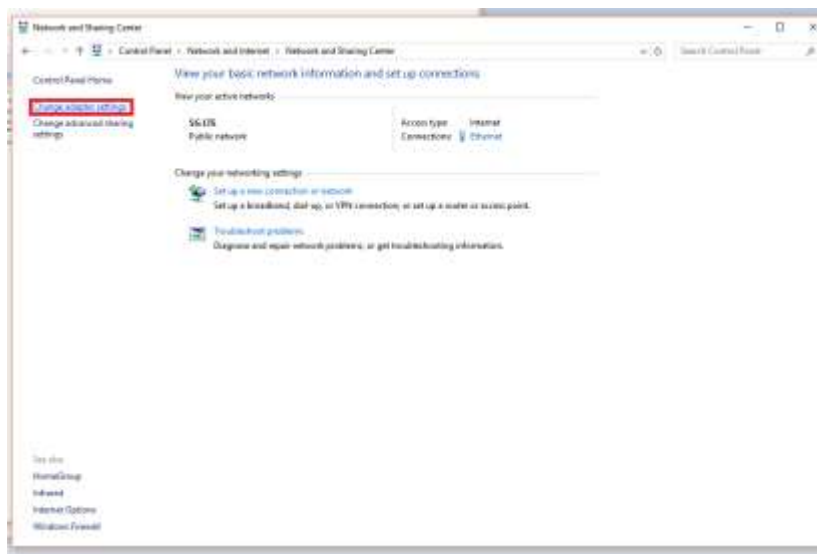 Network and Sharing Center
Control Panel › Network and Internet › Network and Sharing Center
Search Control Panel
Control Panel Home
Change adapter settings
Change advanced sharing
settings
View your basic network information and set up connections
View your active networks
Public network
Access type: Internet
Connections: Ethernet
Change your networking settings
Set up a new connection or network
Set up a broadband, dial-up, or VPN connection; or set up a router or access point.
Troubleshoot problems
Diagnose and repair network problems, or get troubleshooting information.
See also
HomeGroup
Infrared
Internet Options
Windows Firewall